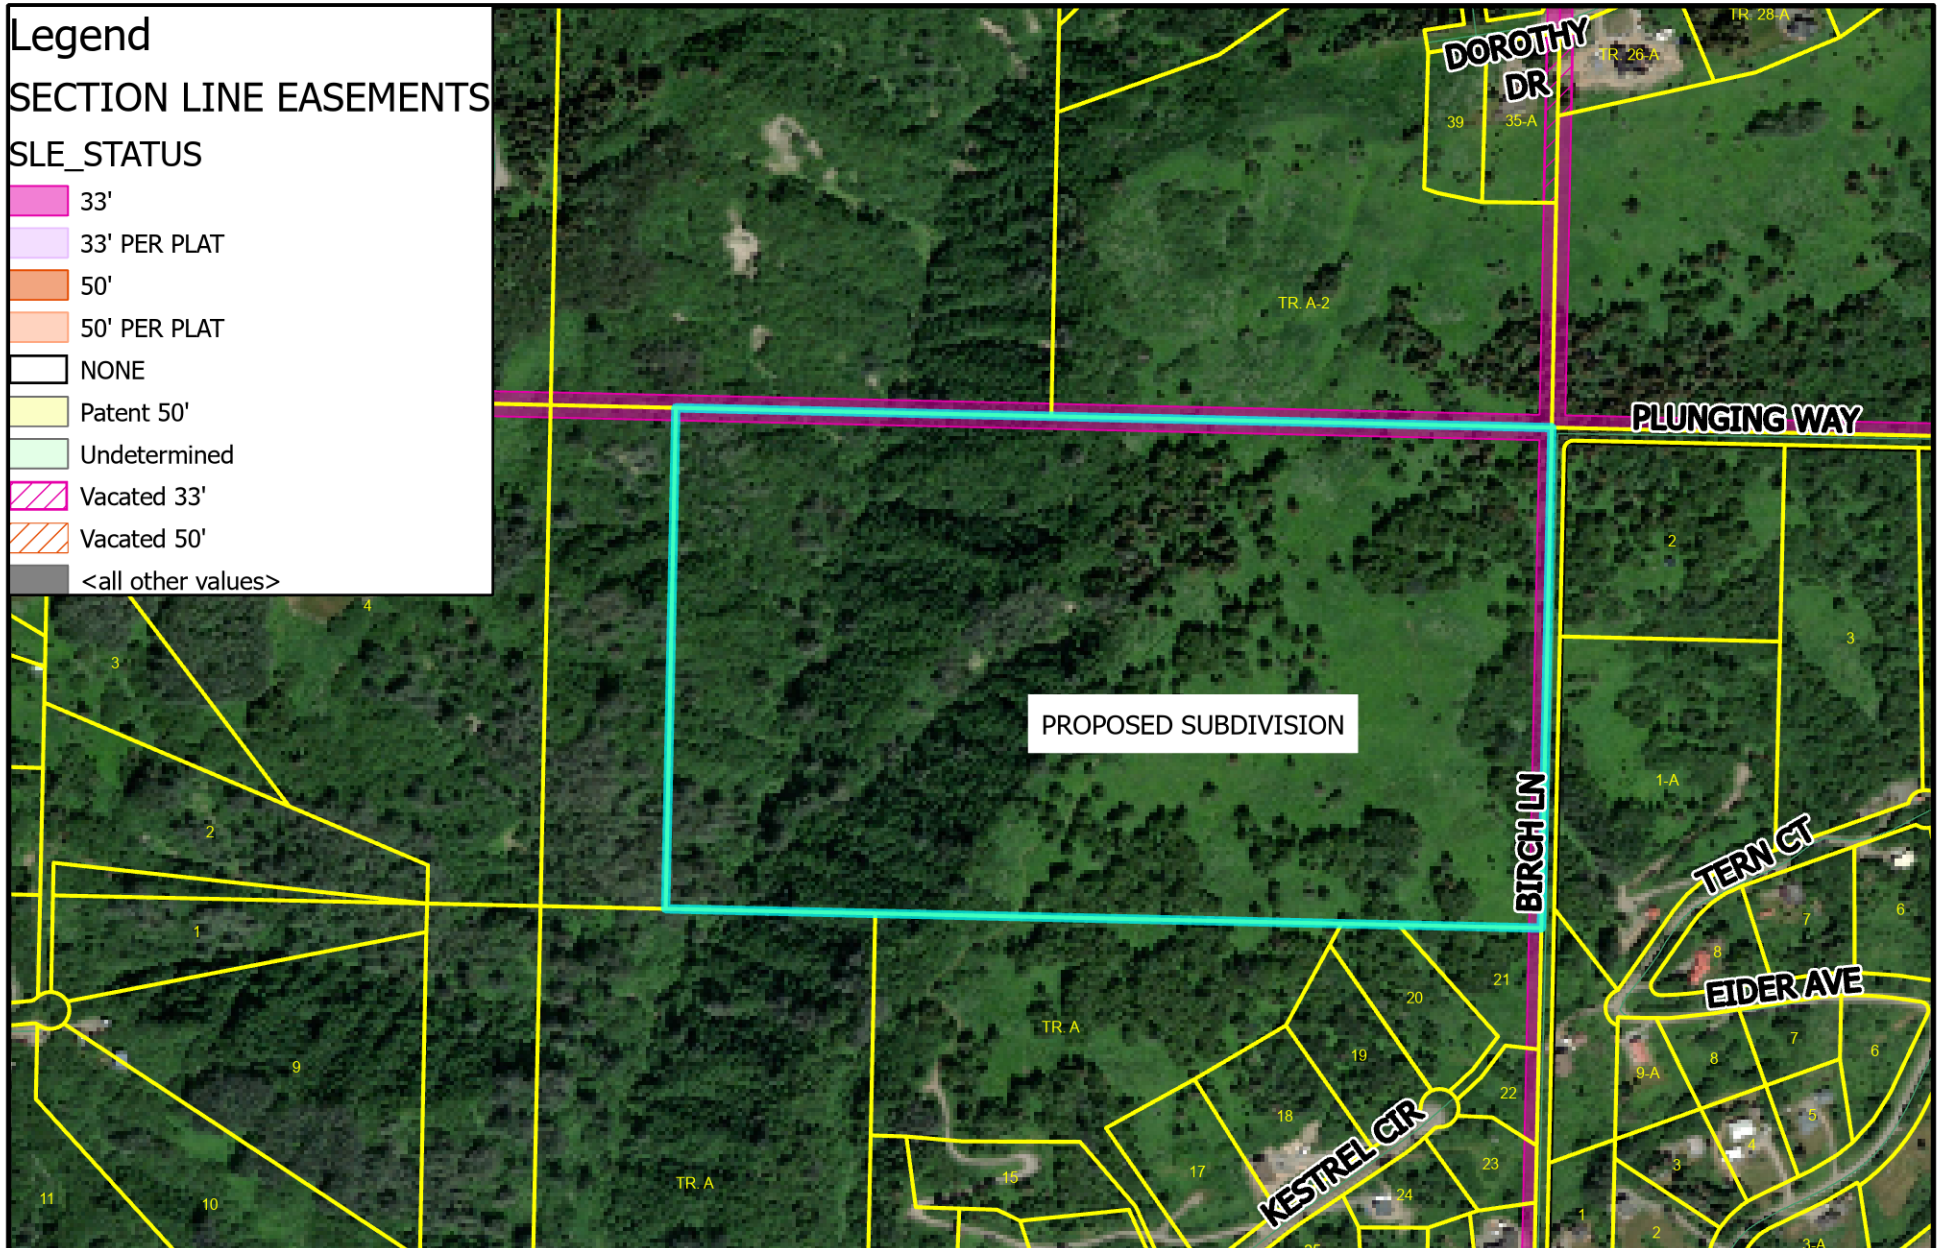 Legend
SECTION LINE EASEMENTS
SLE_STATUS
33'
33' PER PLAT
50'
50' PER PLAT
NONE
Patent 50'
Undetermined
Vacated 33'
Vacated 50'
<all other values>
TR. 28-A
DOROTHY
DR
TR. 26-A
39
35-A
TR. A-2
PLUNGING WAY
2
3
4
3
PROPOSED SUBDIVISION
1-A
BIRCH LN
TERN CT
2
1
7
6
8
EIDER AVE
21
20
TR. A
19
9
22
8
7
6
9-A
5
18
KESTREL CIR
4
3
23
17
15
24
TR. A
11
10
1
2
25
3-A